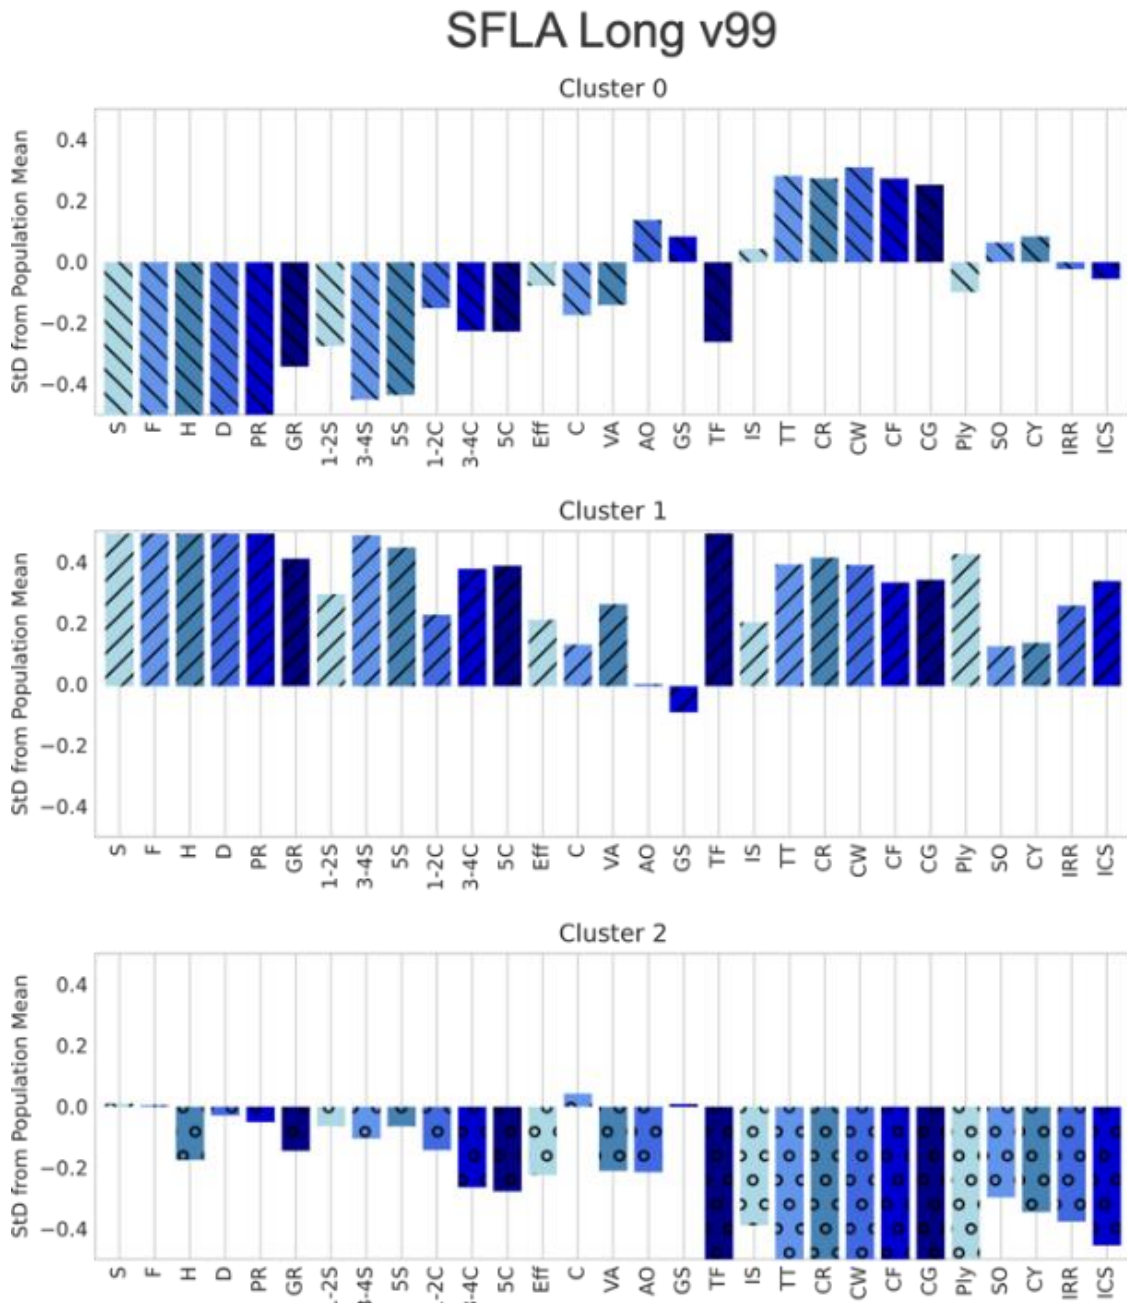 SFLA Long v99
Cluster 0
StD from Population Mean
0.4
0.2
0.0
−0.2
−0.4
S F H D PR GR 1-2S 3-4S 5S 1-2C 3-4C 5C Eff C VA AO GS TF IS TT CR CW CF CG Ply SO CY IRR ICS
Cluster 1
StD from Population Mean
0.4
0.2
0.0
−0.2
−0.4
S F H D PR GR 1-2S 3-4S 5S 1-2C 3-4C 5C Eff C VA AO GS TF IS TT CR CW CF CG Ply SO CY IRR ICS
Cluster 2
StD from Population Mean
0.4
0.2
0.0
−0.2
−0.4
S F H D PR GR 5S 5C Eff C VA AO GS TF IS TT CR CW CF CG Ply SO CY IRR ICS